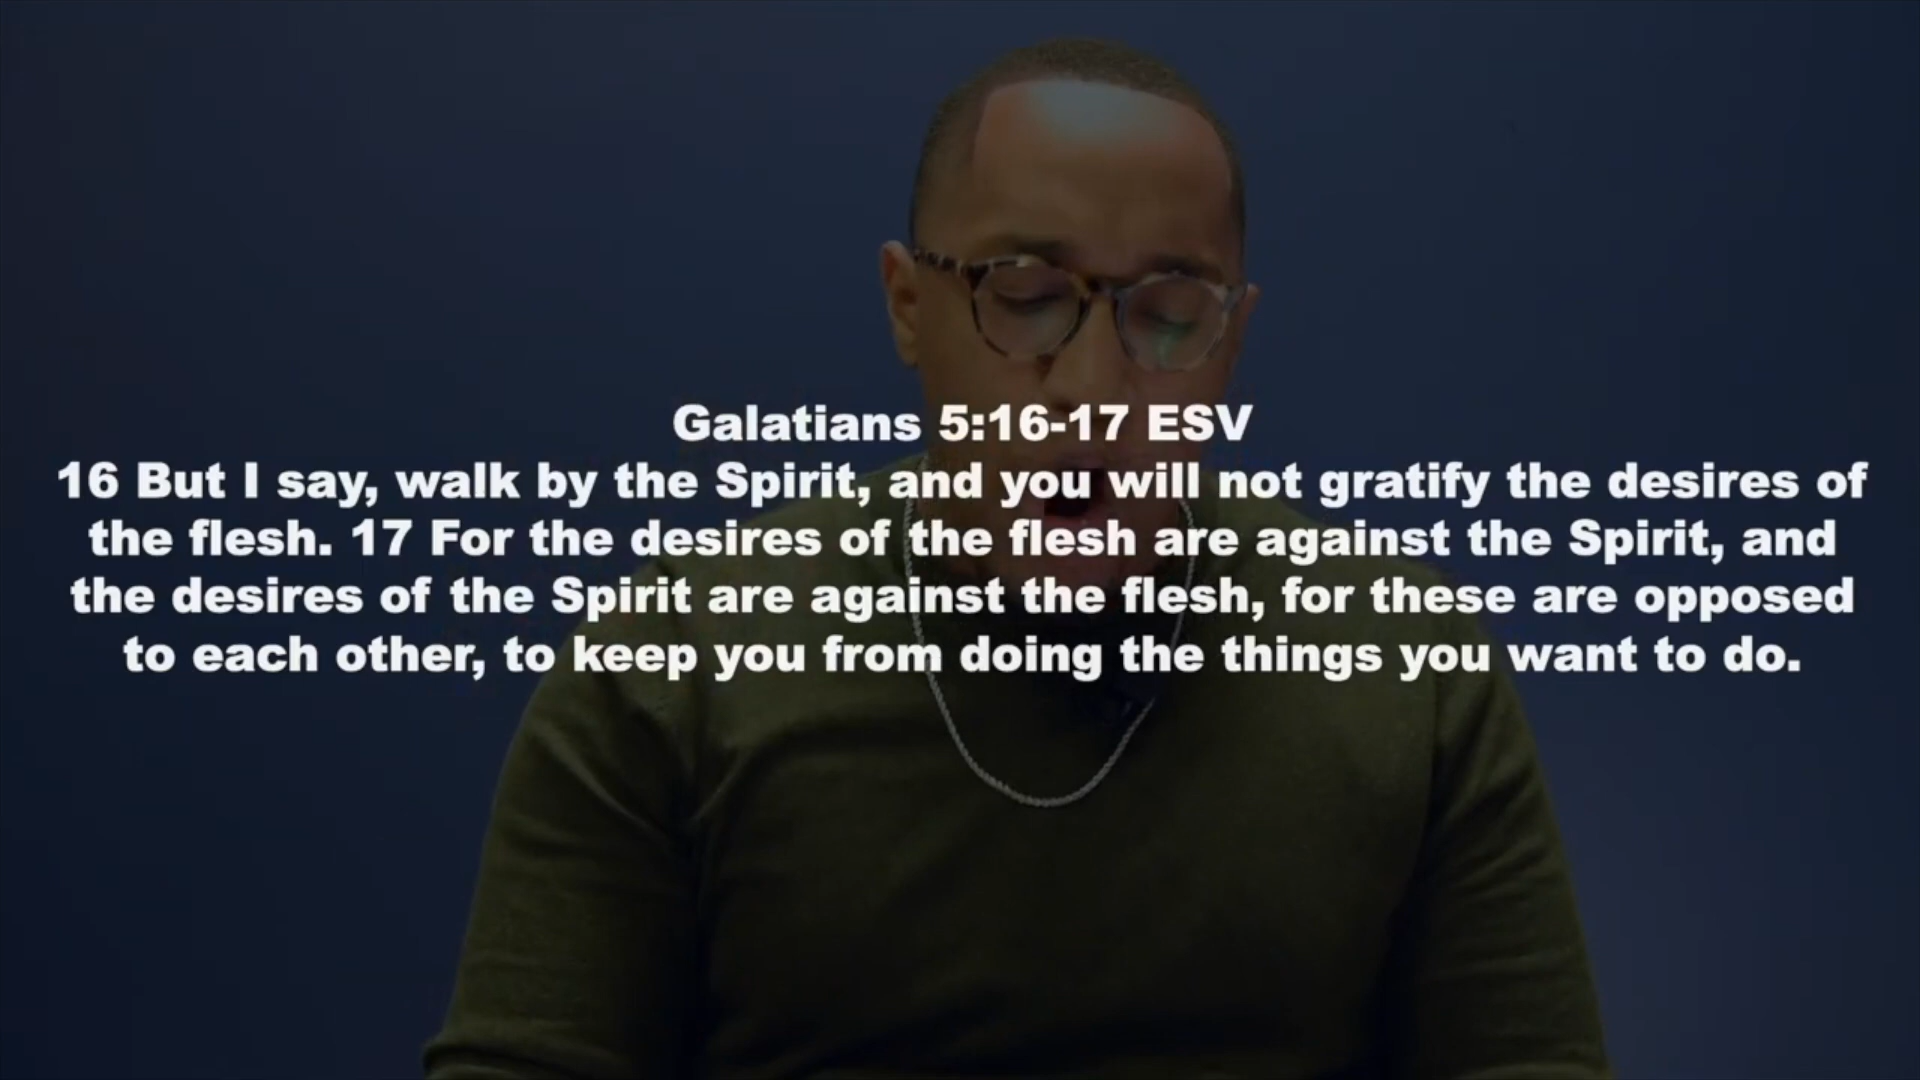 Galatians 5:16-17 ESV
16 But I say, walk by the Spirit, and you will not gratify the desires of
the flesh. 17 For the desires of the flesh are against the Spirit, and
the desires of the Spirit are against the flesh, for these are opposed
to each other, to keep you from doing the things you want to do.